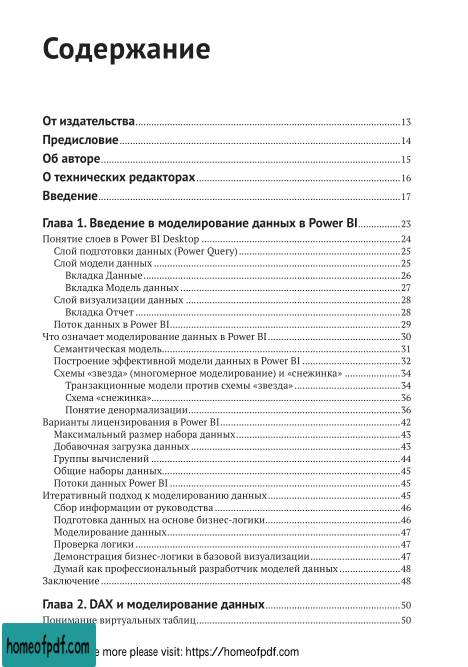 Содержание
От издательства 13
Предисловие 14
Об авторе 15
О технических редакторах 16
Введение 17
Глава 1. Введение в моделирование данных в Power BI 23
Понятие слоев в Power BI Desktop 24
Слой подготовки данных (Power Query) 25
Слой модели данных 25
Вкладка Данные 26
Вкладка Модель данных 27
Слой визуализации данных 28
Вкладка Отчет 28
Поток данных в Power BI 29
Что означает моделирование данных в Power BI 30
Семантическая модель 31
Построение эффективной модели данных в Power BI 32
Схемы «звезда» (многомерное моделирование) и «снежинка» 34
Транзакционные модели против схемы «звезда» 34
Схема «снежинка» 36
Понятие денормализации 36
Варианты лицензирования в Power BI 42
Максимальный размер набора данных 43
Добавочная загрузка данных 43
Группы вычислений 44
Общие наборы данных 45
Потоки данных Power BI 45
Итеративный подход к моделированию данных 45
Сбор информации от руководства 46
Подготовка данных на основе бизнес-логики 46
Моделирование данных 47
Проверка логики 47
Демонстрация бизнес-логики в базовой визуализации 47
Думай как профессиональный разработчик моделей данных 48
Заключение 48
Глава 2. DAX и моделирование данных 50
Понимание виртуальных таблиц 50
homeofpdf.com
e more please visit: https://homeofpdf.com